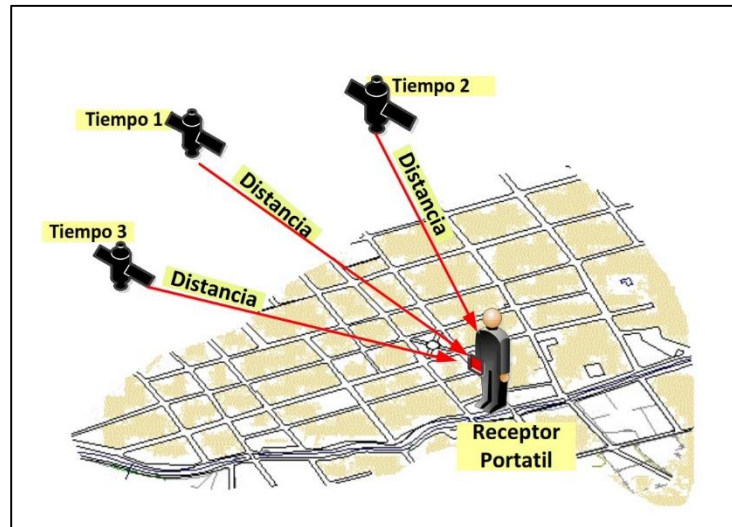 Tiempo 2
Tiempo 1
Distancia
Distancia
Tiempo 3
Distancia
Receptor
Portatil